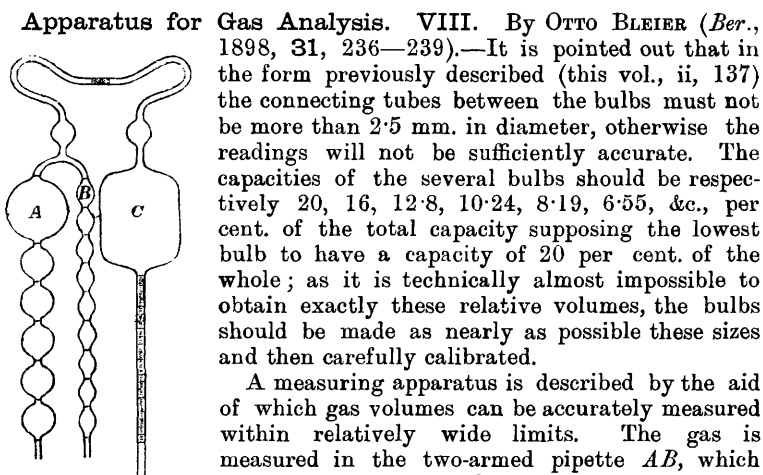 Apparatus for Gas Analysis. VIII. By OTTO BLEIER (Ber.,
1898, 31, 236—239).—It is pointed out that in
the form previously described (this vol., ii, 137)
the connecting tubes between the bulbs must not
be more than 2·5 mm. in diameter, otherwise the
readings will not be sufficiently accurate. The
capacities of the several bulbs should be respec-
tively 20, 16, 12·8, 10·24, 8·19, 6·55, &c., per
cent. of the total capacity supposing the lowest
bulb to have a capacity of 20 per cent. of the
whole; as it is technically almost impossible to
obtain exactly these relative volumes, the bulbs
should be made as nearly as possible these sizes
and then carefully calibrated.
A measuring apparatus is described by the aid
of which gas volumes can be accurately measured
within relatively wide limits. The gas is
measured in the two-armed pipette AB, which
A
B
C